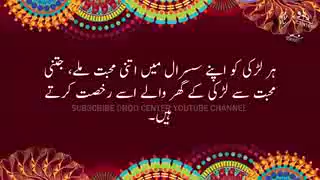 ہر لڑکی کو اپنے سسرال میں اتنی محبت ملے، جتنی
محبت سے لڑکی کے گھر والے اسے رخصت کرتے
SUBSCRIBE DHQII CENTER YOUTUBE CHANNEL
ہیں۔